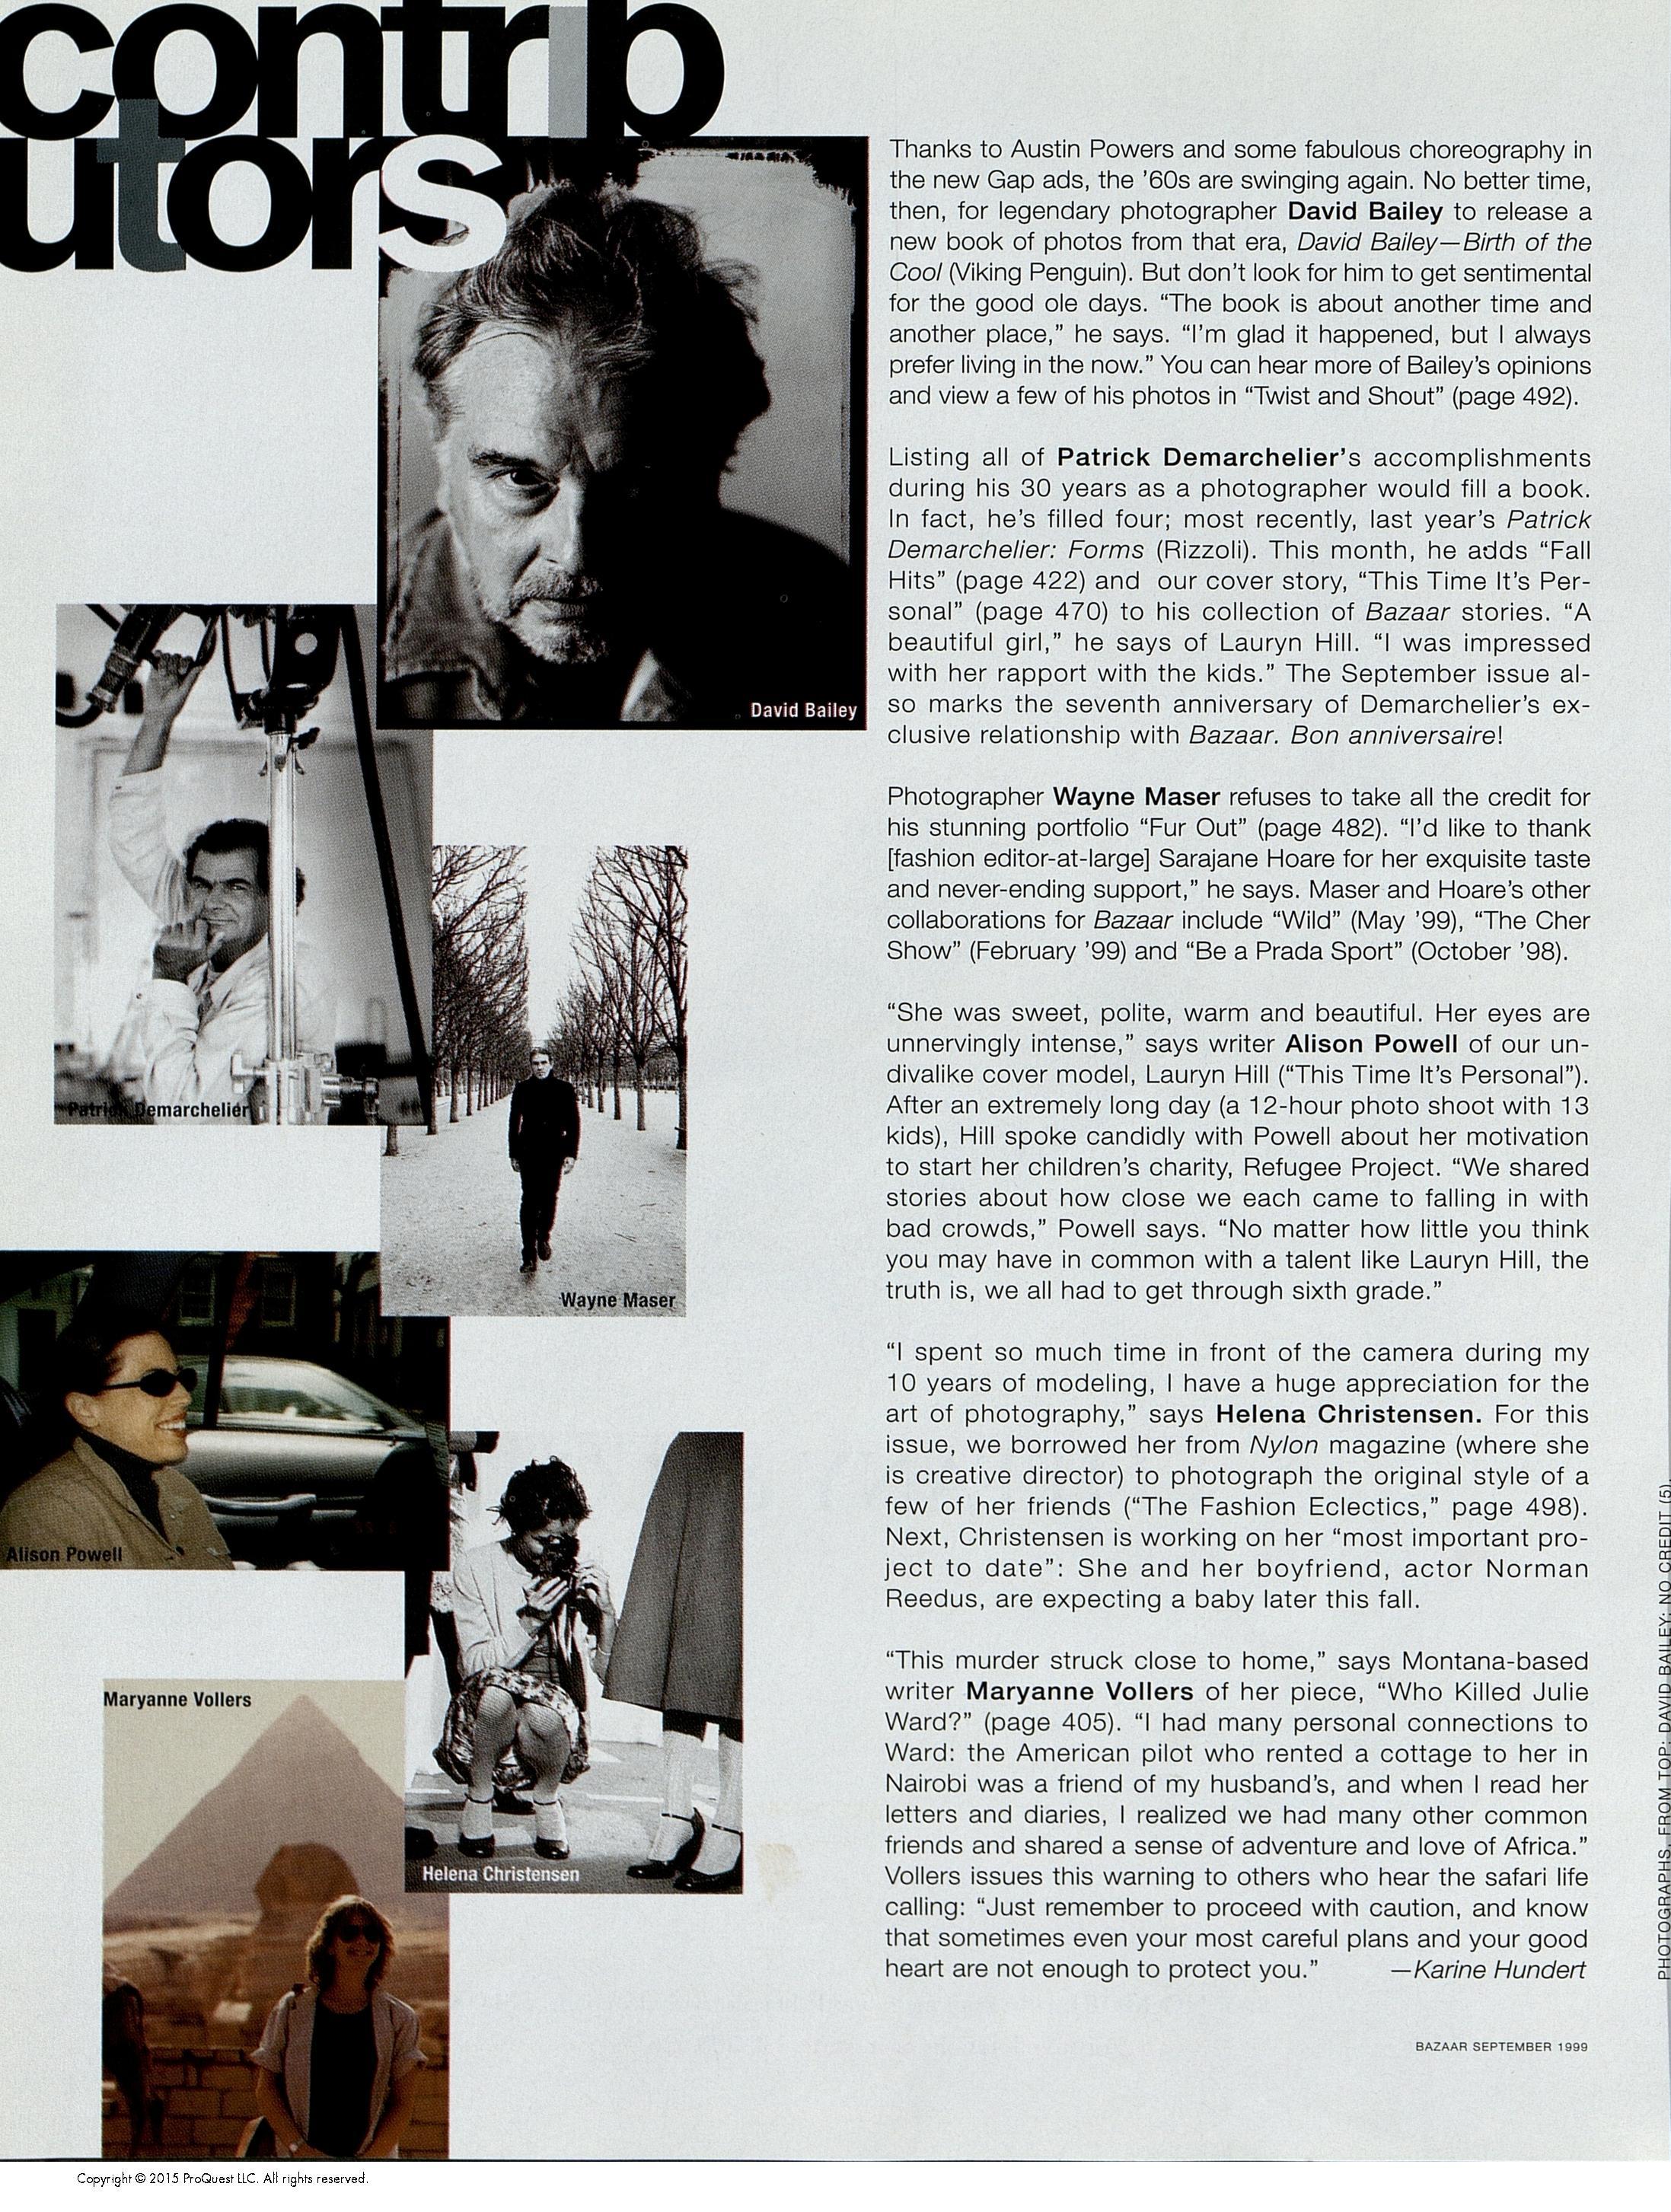 contrib
utors
Thanks to Austin Powers and some fabulous choreography in
the new Gap ads, the ’60s are swinging again. No better time,
then, for legendary photographer David Bailey to release a
new book of photos from that era, David Bailey—Birth of the
Cool (Viking Penguin). But don’t look for him to get sentimental
for the good ole days. “The book is about another time and
another place,” he says. “I’m glad it happened, but I always
prefer living in the now.” You can hear more of Bailey’s opinions
and view a few of his photos in “Twist and Shout” (page 492).
Listing all of Patrick Demarchelier’s accomplishments
during his 30 years as a photographer would fill a book.
In fact, he’s filled four; most recently, last year’s Patrick
Demarchelier: Forms (Rizzoli). This month, he adds “Fall
Hits” (page 422) and our cover story, “This Time It’s Per-
sonal” (page 470) to his collection of Bazaar stories. “A
beautiful girl,” he says of Lauryn Hill. “I was impressed
with her rapport with the kids.” The September issue al-
so marks the seventh anniversary of Demarchelier’s ex-
clusive relationship with Bazaar. Bon anniversaire!
Photographer Wayne Maser refuses to take all the credit for
his stunning portfolio “Fur Out” (page 482). “I’d like to thank
[fashion editor-at-large] Sarajane Hoare for her exquisite taste
and never-ending support,” he says. Maser and Hoare’s other
collaborations for Bazaar include “Wild” (May ’99), “The Cher
Show” (February ’99) and “Be a Prada Sport” (October ’98).
“She was sweet, polite, warm and beautiful. Her eyes are
unnervingly intense,” says writer Alison Powell of our un-
divalike cover model, Lauryn Hill (“This Time It’s Personal”).
After an extremely long day (a 12-hour photo shoot with 13
kids), Hill spoke candidly with Powell about her motivation
to start her children’s charity, Refugee Project. “We shared
stories about how close we each came to falling in with
bad crowds,” Powell says. “No matter how little you think
you may have in common with a talent like Lauryn Hill, the
truth is, we all had to get through sixth grade.”
“I spent so much time in front of the camera during my
10 years of modeling, I have a huge appreciation for the
art of photography,” says Helena Christensen. For this
issue, we borrowed her from Nylon magazine (where she
is creative director) to photograph the original style of a
few of her friends (“The Fashion Eclectics,” page 498).
Next, Christensen is working on her “most important pro-
ject to date”: She and her boyfriend, actor Norman
Reedus, are expecting a baby later this fall.
“This murder struck close to home,” says Montana-based
writer Maryanne Vollers of her piece, “Who Killed Julie
Ward?” (page 405). “I had many personal connections to
Ward: the American pilot who rented a cottage to her in
Nairobi was a friend of my husband’s, and when I read her
letters and diaries, I realized we had many other common
friends and shared a sense of adventure and love of Africa.”
Vollers issues this warning to others who hear the safari life
calling: “Just remember to proceed with caution, and know
that sometimes even your most careful plans and your good
heart are not enough to protect you.” —Karine Hundert
David Bailey
Patrick Demarchelier
Wayne Maser
Alison Powell
Helena Christensen
Maryanne Vollers
PHOTOGRAPHS, FROM TOP: DAVID BAILEY; NO CREDIT (5)
BAZAAR SEPTEMBER 1999
Copyright © 2015 ProQuest LLC. All rights reserved.